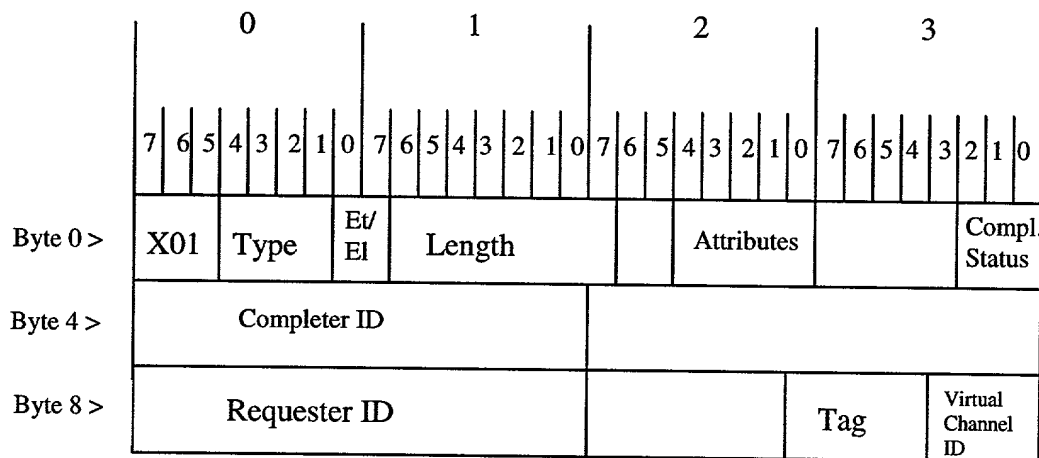 0 1 2 3
7 6 5 4 3 2 1 0 7 6 5 4 3 2 1 0 7 6 5 4 3 2 1 0 7 6 5 4 3 2 1 0
Byte 0 > X01 Type Et/ El Length Attributes Compl. Status
Byte 4 > Completer ID
Byte 8 > Requester ID Tag Virtual Channel ID